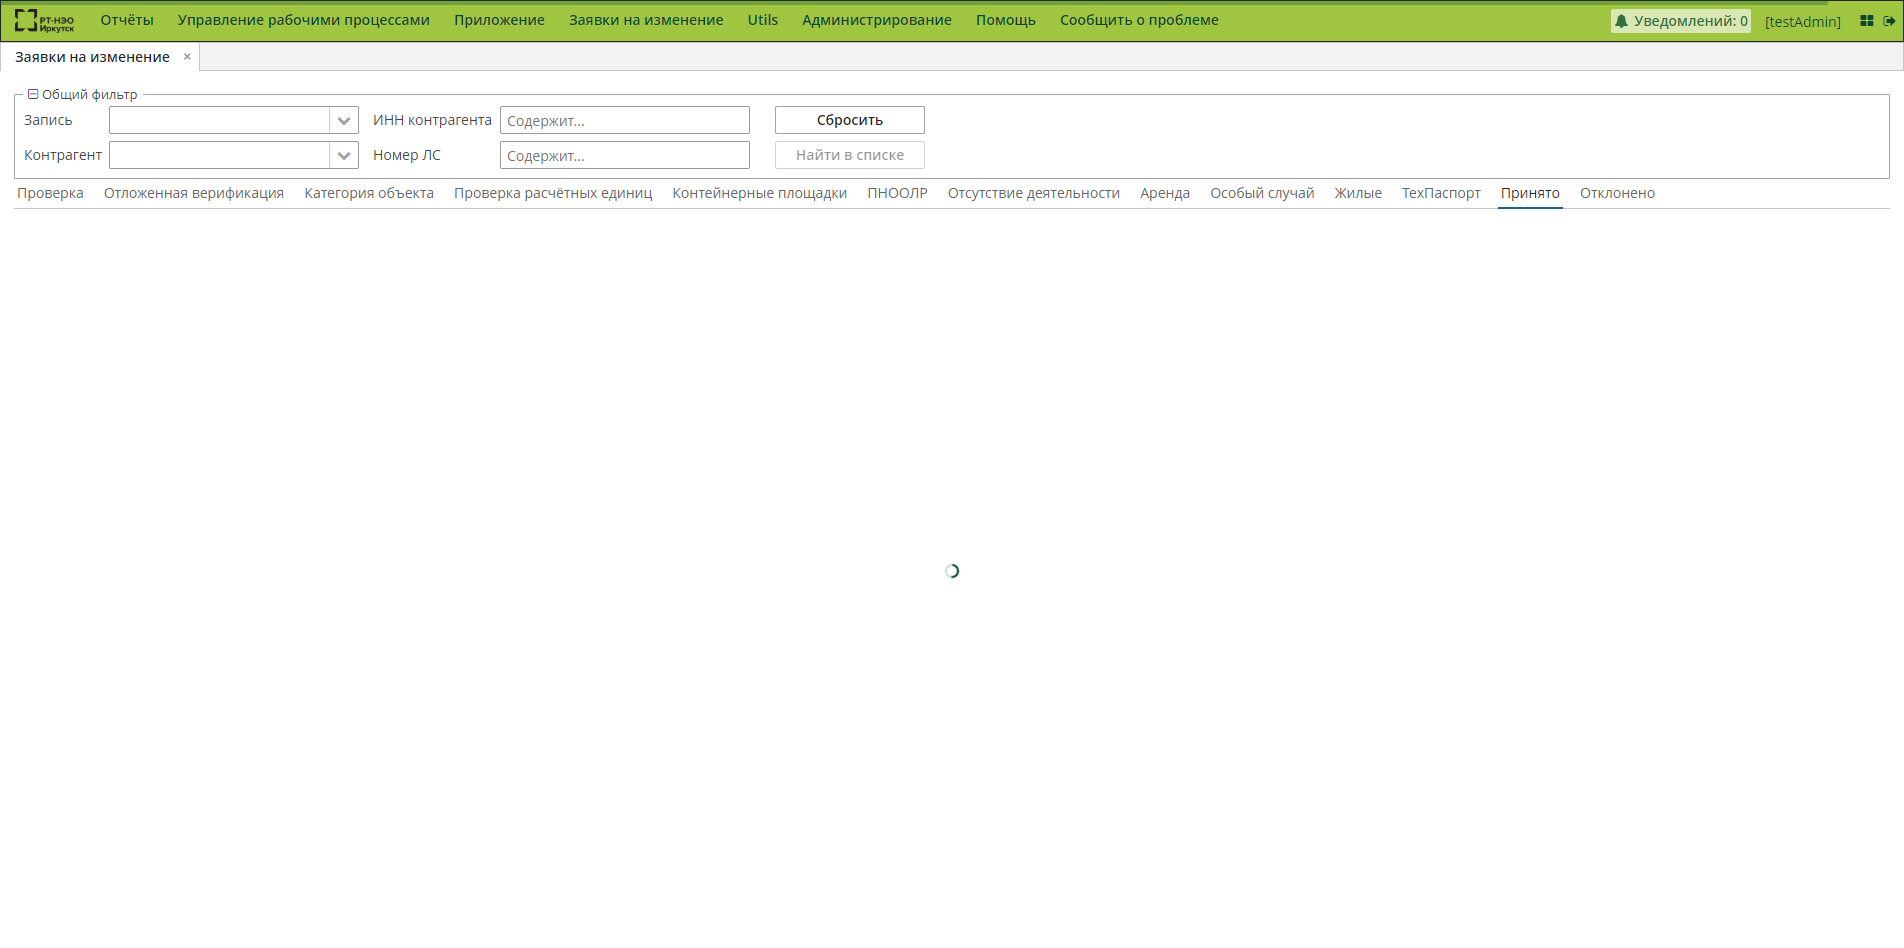 РТ-НЭО Иркутск Отчёты Управление рабочими процессами Приложение Заявки на изменение Utils Администрирование Помощь Сообщить о проблеме Уведомлений: 0 [testAdmin]
Заявки на изменение ×
Общий фильтр
Запись ИНН контрагента Содержит... Сбросить
Контрагент Номер ЛС Содержит... Найти в списке
Проверка Отложенная верификация Категория объекта Проверка расчётных единиц Контейнерные площадки ПНООЛР Отсутствие деятельности Аренда Особый случай Жилые ТехПаспорт Принято Отклонено